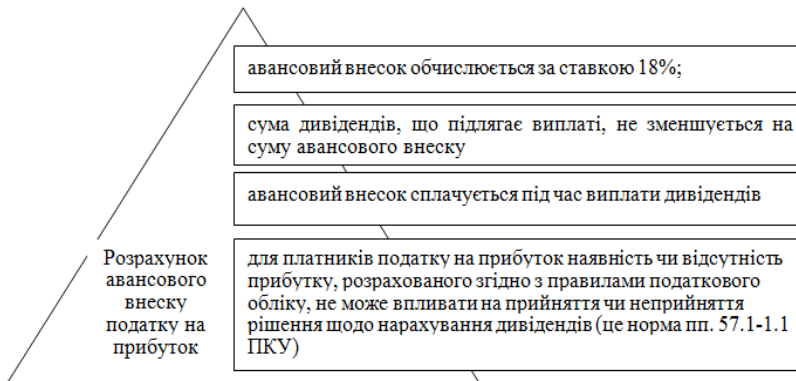 авансовий внесок обчислюється за ставкою 18%;
сума дивідендів, що підлягає виплаті, не зменшується на
суму авансового внеску
авансовий внесок сплачується під час виплати дивідендів
Розрахунок
авансового
внеску
податку на
прибуток
для платників податку на прибуток наявність чи відсутність
прибутку, розрахованого згідно з правилами податкового
обліку, не може впливати на прийняття чи неприйняття
рішення щодо нарахування дивідендів (це норма пп. 57.1-1.1
ПКУ)